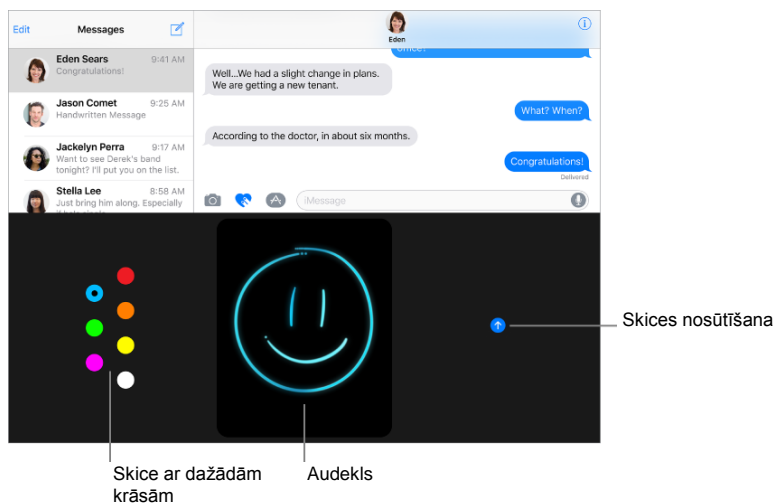 Edit
Messages
Eden
Eden Sears 9:41 AM
Congratulations!
Jason Comet 9:25 AM
Handwritten Message
Jackelyn Perra 9:17 AM
Want to see Derek's band
tonight? I'll put you on the list.
Stella Lee 8:58 AM
Just bring him along. Especially
office?
Well...We had a slight change in plans.
We are getting a new tenant.
What? When?
According to the doctor, in about six months.
Congratulations!
Delivered
iMessage
Skices nosūtīšana
Skice ar dažādām
krāsām
Audekls